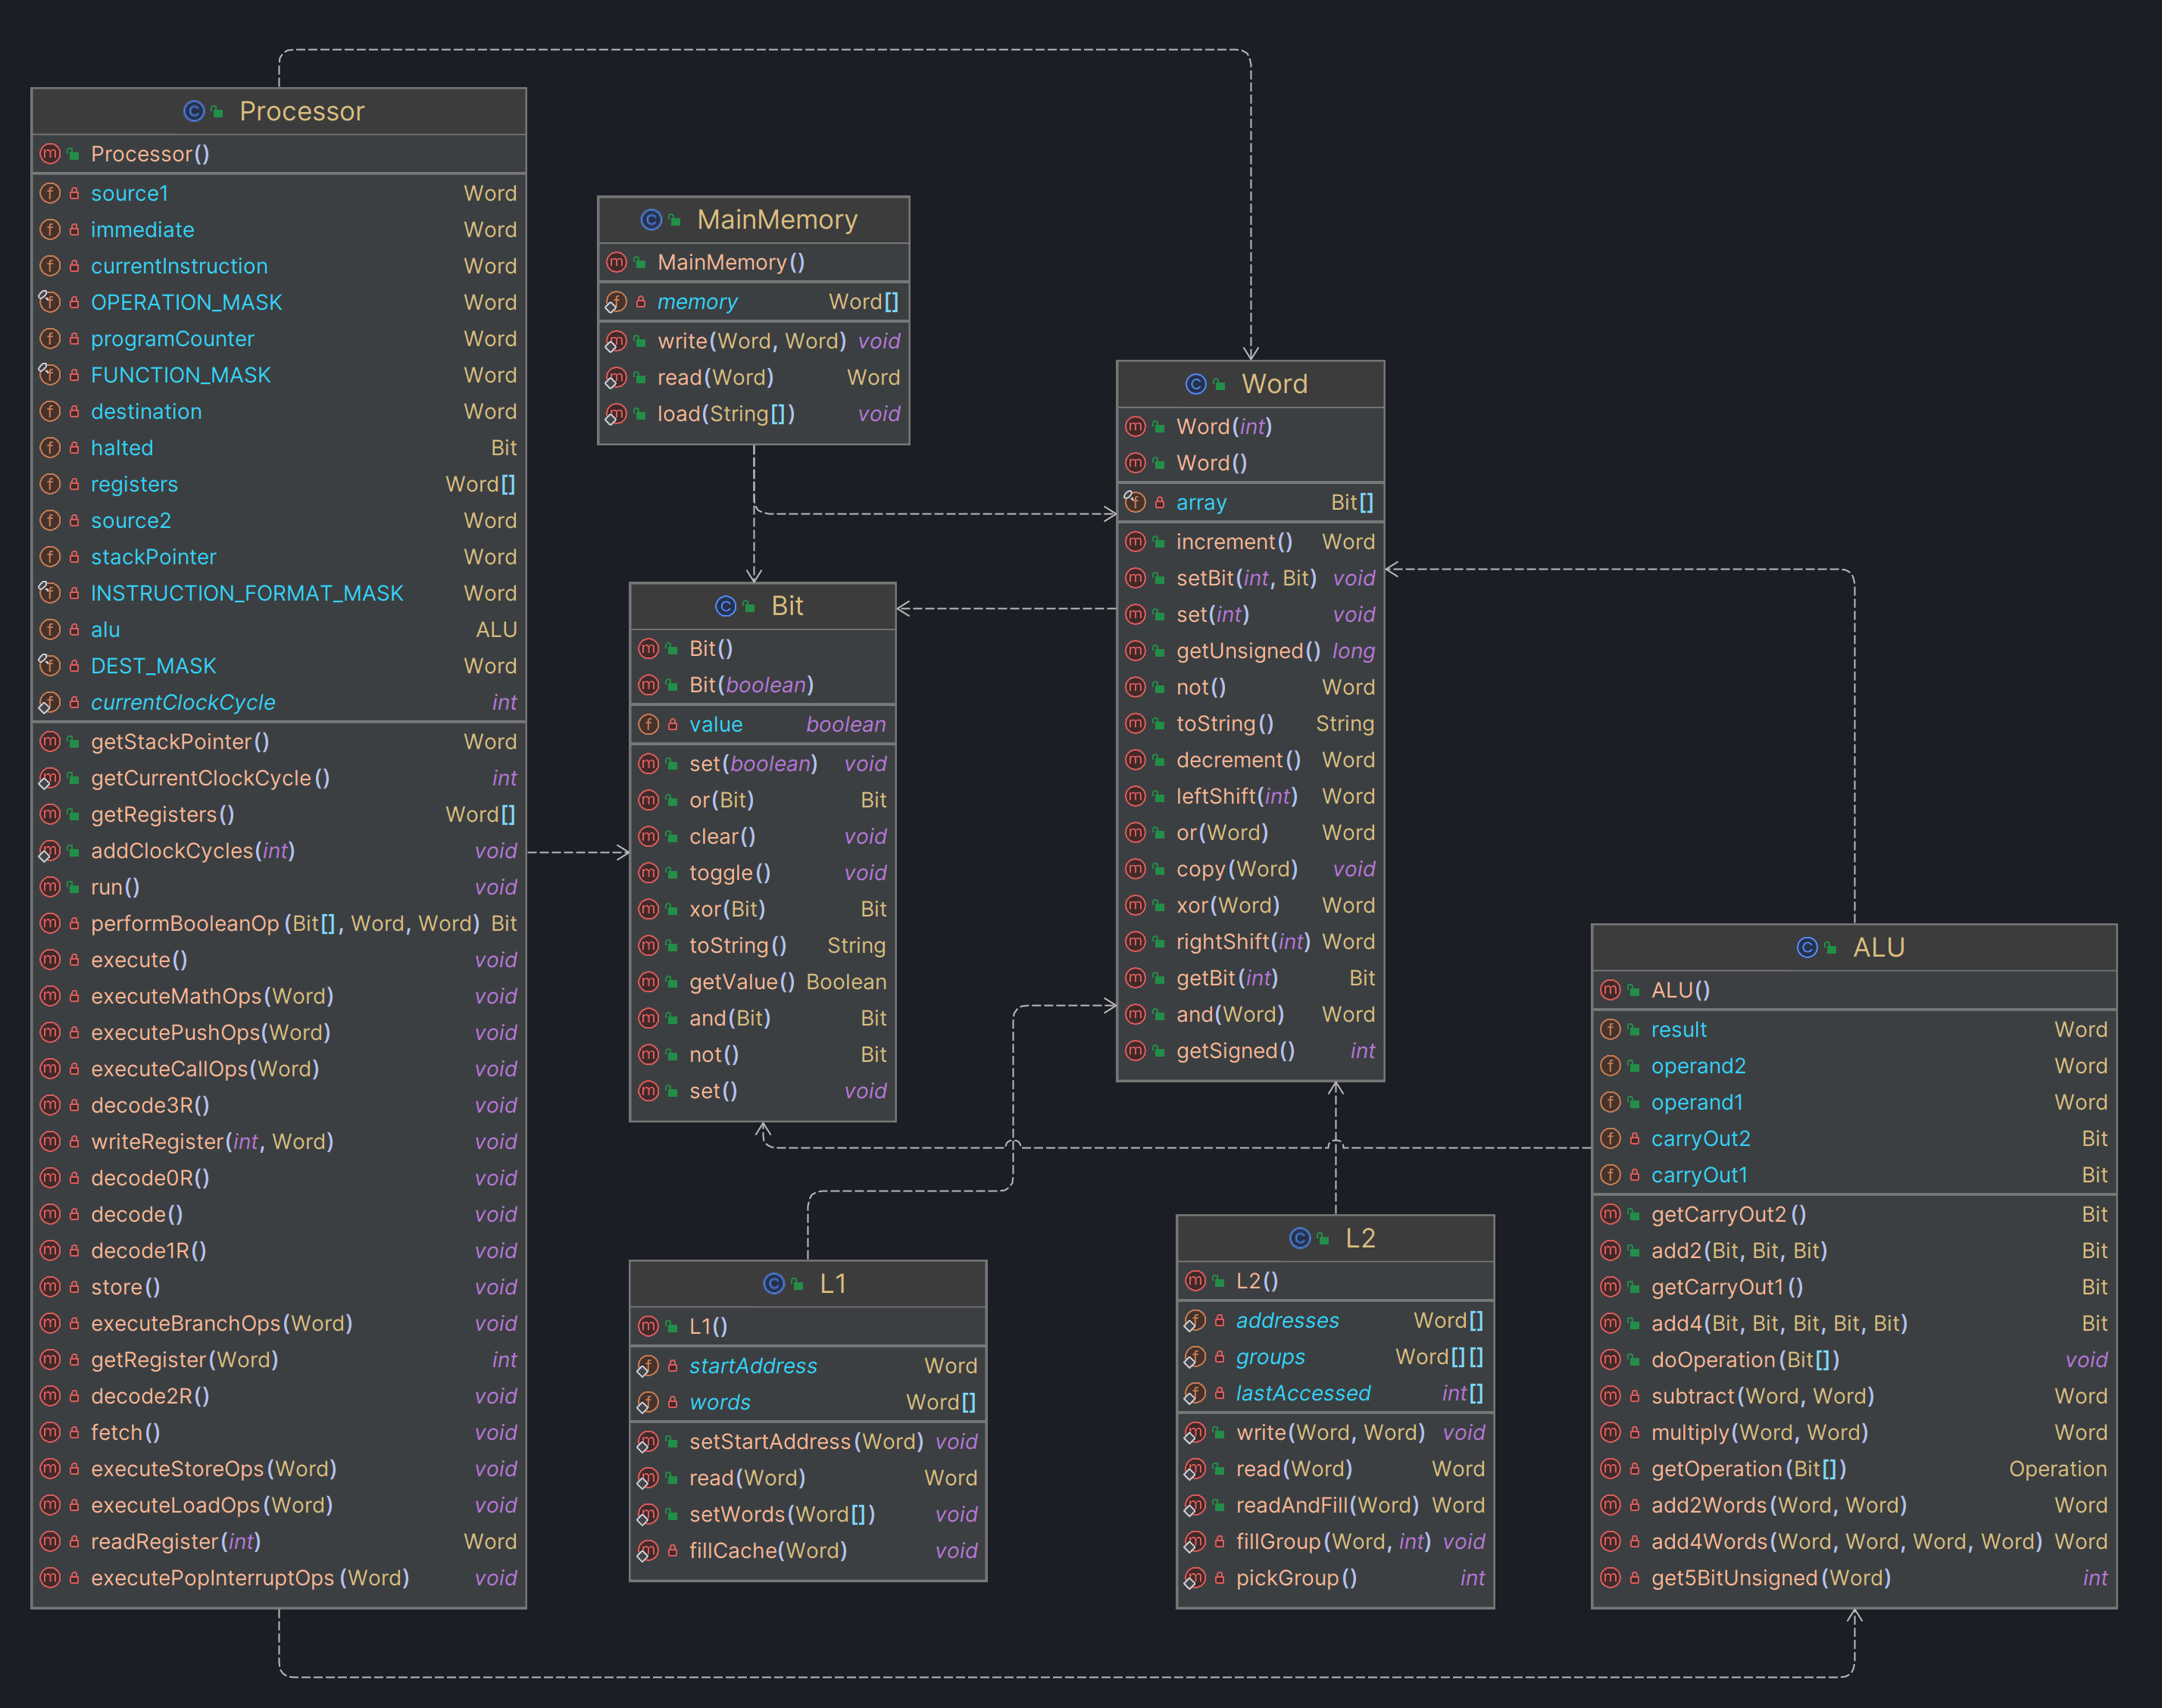 Processor
Processor()
source1 Word
immediate Word
currentInstruction Word
OPERATION_MASK Word
programCounter Word
FUNCTION_MASK Word
destination Word
halted Bit
registers Word[]
source2 Word
stackPointer Word
INSTRUCTION_FORMAT_MASK Word
alu ALU
DEST_MASK Word
currentClockCycle int
getStackPointer() Word
getCurrentClockCycle() int
getRegisters() Word[]
addClockCycles(int) void
run() void
performBooleanOp(Bit[], Word, Word) Bit
execute() void
executeMathOps(Word) void
executePushOps(Word) void
executeCallOps(Word) void
decode3R() void
writeRegister(int, Word) void
decode0R() void
decode() void
decode1R() void
store() void
executeBranchOps(Word) void
getRegister(Word) int
decode2R() void
fetch() void
executeStoreOps(Word) void
executeLoadOps(Word) void
readRegister(int) Word
executePopInterruptOps(Word) void
MainMemory
MainMemory()
memory Word[]
write(Word, Word) void
read(Word) Word
load(String[]) void
Bit
Bit()
Bit(boolean)
value boolean
set(boolean) void
or(Bit) Bit
clear() void
toggle() void
xor(Bit) Bit
toString() String
getValue() Boolean
and(Bit) Bit
not() Bit
set() void
L1
L1()
startAddress Word
words Word[]
setStartAddress(Word) void
read(Word) Word
setWords(Word[]) void
fillCache(Word) void
Word
Word(int)
Word()
array Bit[]
increment() Word
setBit(int, Bit) void
set(int) void
getUnsigned() long
not() Word
toString() String
decrement() Word
leftShift(int) Word
or(Word) Word
copy(Word) void
xor(Word) Word
rightShift(int) Word
getBit(int) Bit
and(Word) Word
getSigned() int
L2
L2()
addresses Word[]
groups Word[][]
lastAccessed int[]
write(Word, Word) void
read(Word) Word
readAndFill(Word) Word
fillGroup(Word, int) void
pickGroup() int
ALU
ALU()
result Word
operand2 Word
operand1 Word
carryOut2 Bit
carryOut1 Bit
getCarryOut2() Bit
add2(Bit, Bit, Bit) Bit
getCarryOut1() Bit
add4(Bit, Bit, Bit, Bit, Bit) Bit
doOperation(Bit[]) void
subtract(Word, Word) Word
multiply(Word, Word) Word
getOperation(Bit[]) Operation
add2Words(Word, Word) Word
add4Words(Word, Word, Word, Word) Word
get5BitUnsigned(Word) int